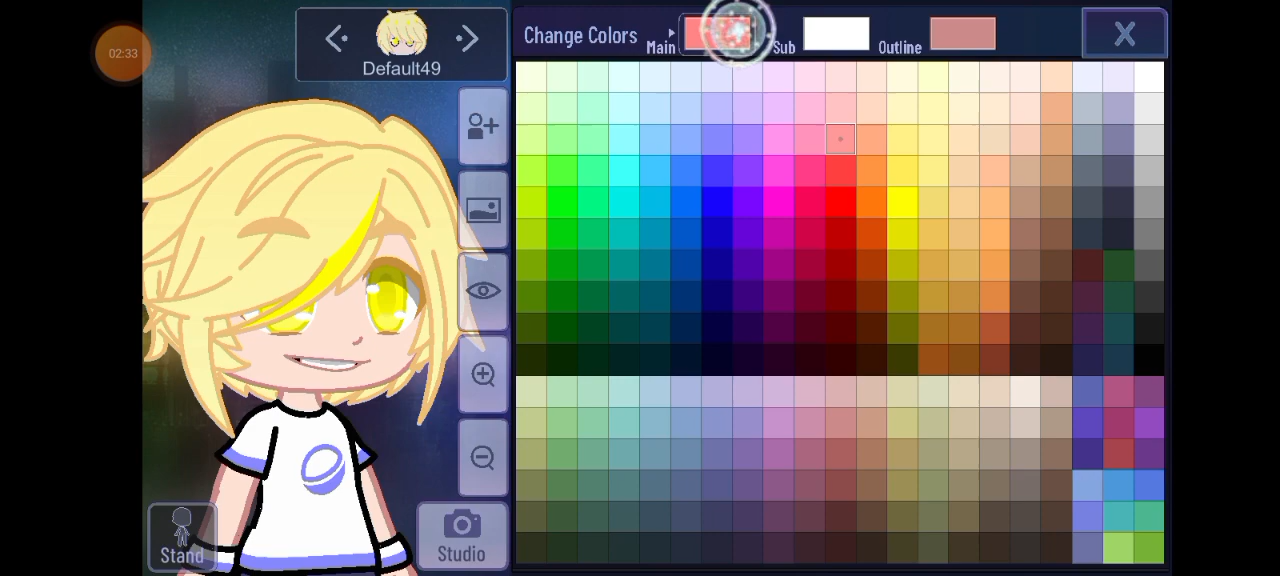 02:33
Default49
Change Colors
Main
Sub
Outline
X
Stand
Studio